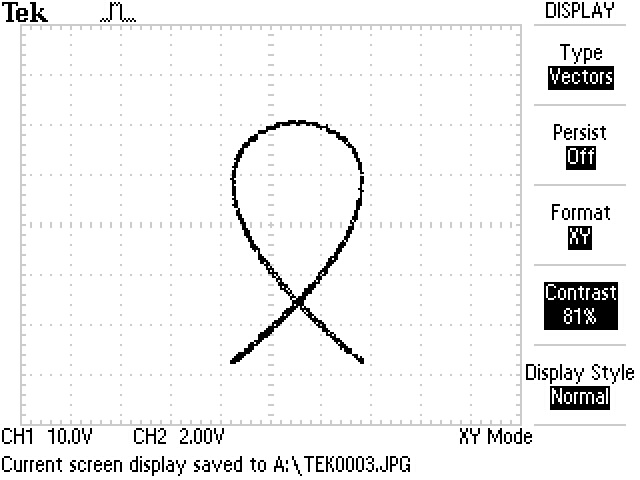 Tek
DISPLAY
Type
Vectors
Persist
Off
Format
XY
Contrast
81%
Display Style
Normal
CH1 10.0V CH2 2.00V XY Mode
Current screen display saved to A:\TEK0003.JPG